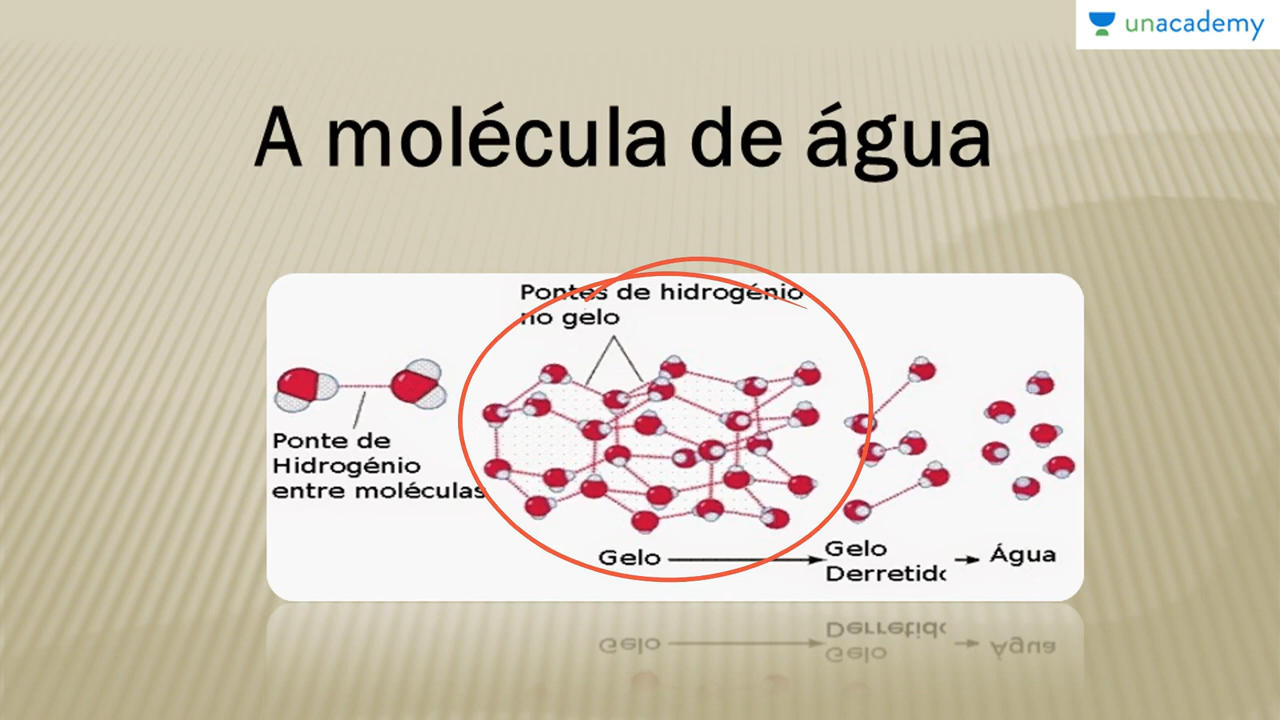 unacademy
A molécula de água
Pontes de hidrogénio
no gelo
Ponte de
Hidrogénio
entre moléculas
Gelo
Gelo
Derretido
Água